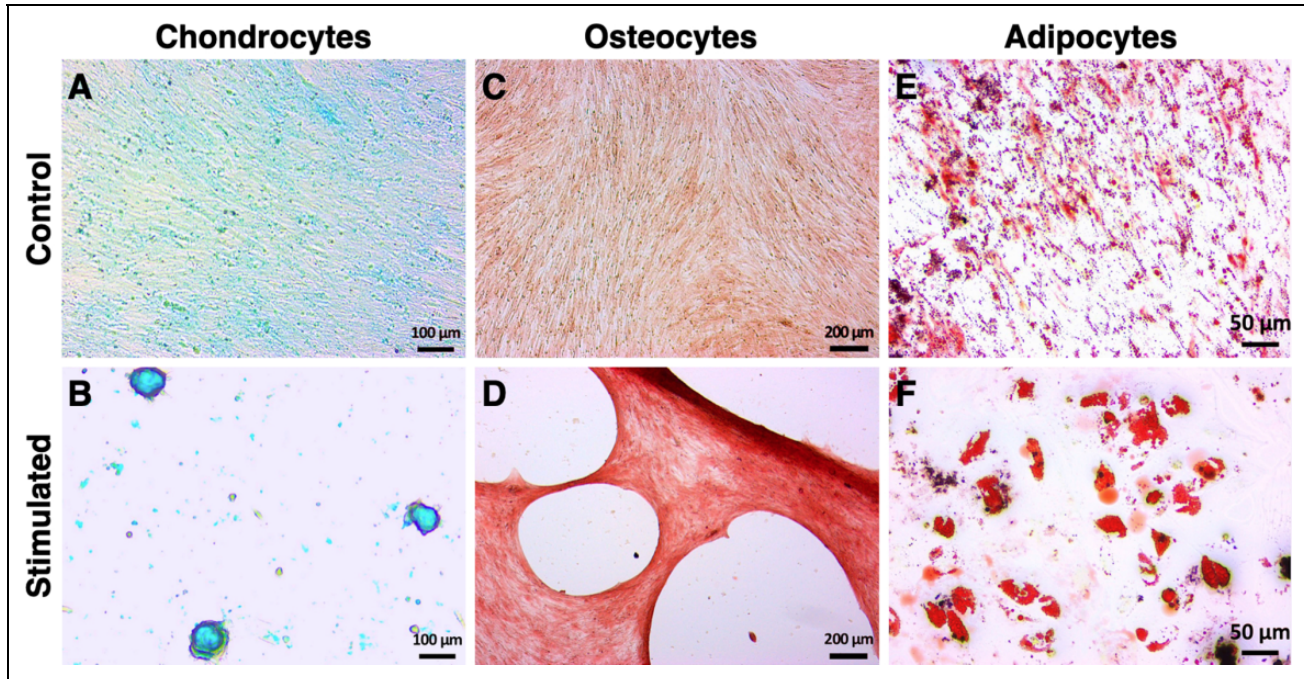 Chondrocytes Osteocytes Adipocytes
Control
A
100 µm
C
200 µm
E
50 µm
Stimulated
B
100 µm
D
200 µm
F
50 µm